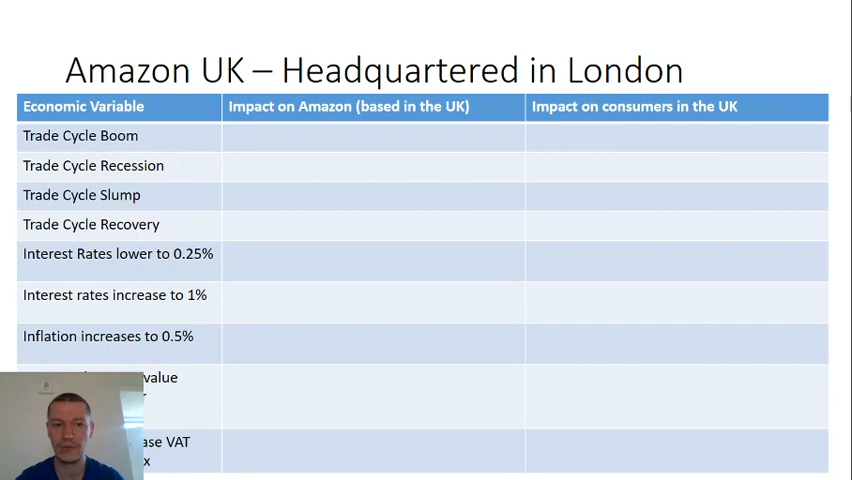 Amazon UK – Headquartered in London
Economic Variable Impact on Amazon (based in the UK) Impact on consumers in the UK
Trade Cycle Boom
Trade Cycle Recession
Trade Cycle Slump
Trade Cycle Recovery
Interest Rates lower to 0.25%
Interest rates increase to 1%
Inflation increases to 0.5%
value
VAT